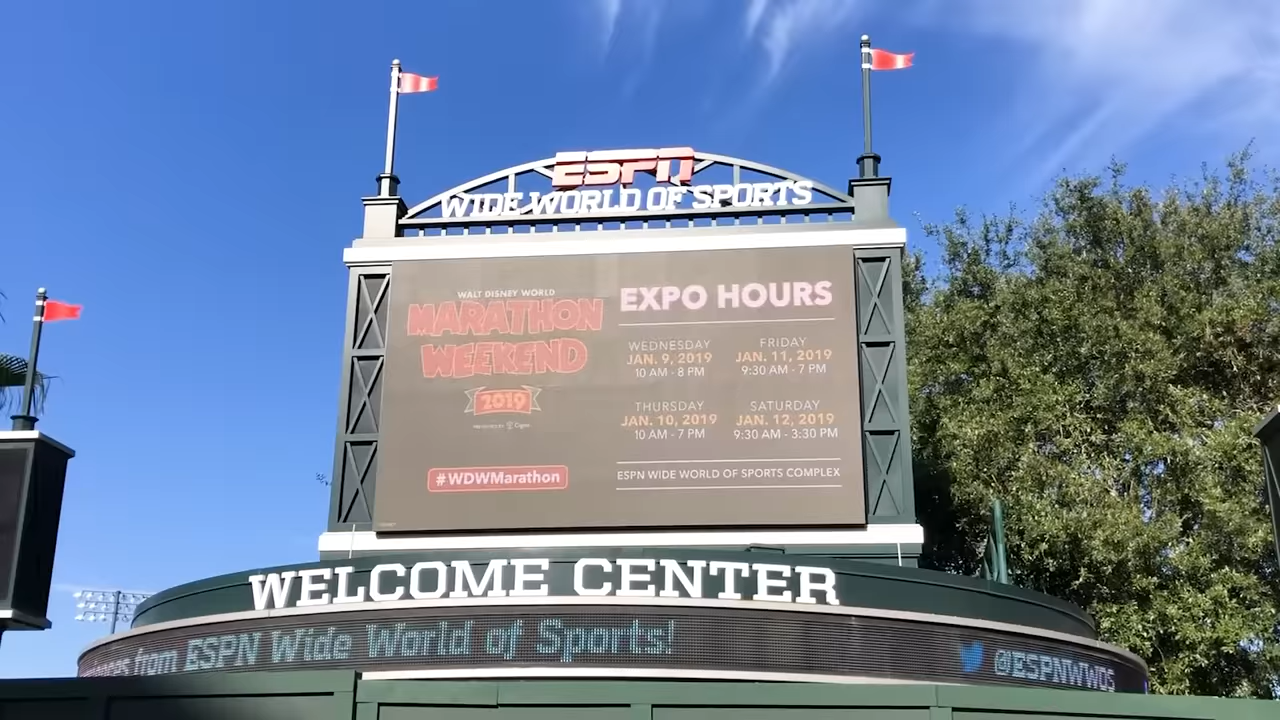 ESPN
WIDE WORLD OF SPORTS
WALT DISNEY WORLD
MARATHON
WEEKEND
2019
PRESENTED BY Cigna
#WDWMarathon
EXPO HOURS
WEDNESDAY
JAN. 9, 2019
10 AM - 8 PM
FRIDAY
JAN. 11, 2019
9:30 AM - 7 PM
THURSDAY
JAN. 10, 2019
10 AM - 7 PM
SATURDAY
JAN. 12, 2019
9:30 AM - 3:30 PM
ESPN WIDE WORLD OF SPORTS COMPLEX
WELCOME CENTER
from ESPN Wide World of Sports!
@ESPNWWOS